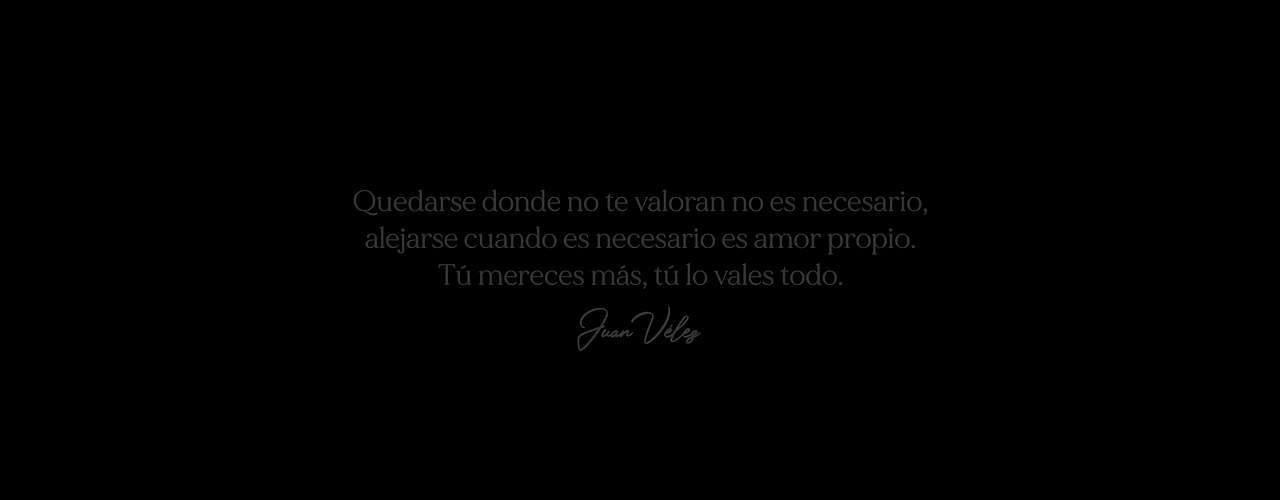 Quedarse donde no te valoran no es necesario,
alejarse cuando es necesario es amor propio.
Tú mereces más, tú lo vales todo.
Juan Vélez